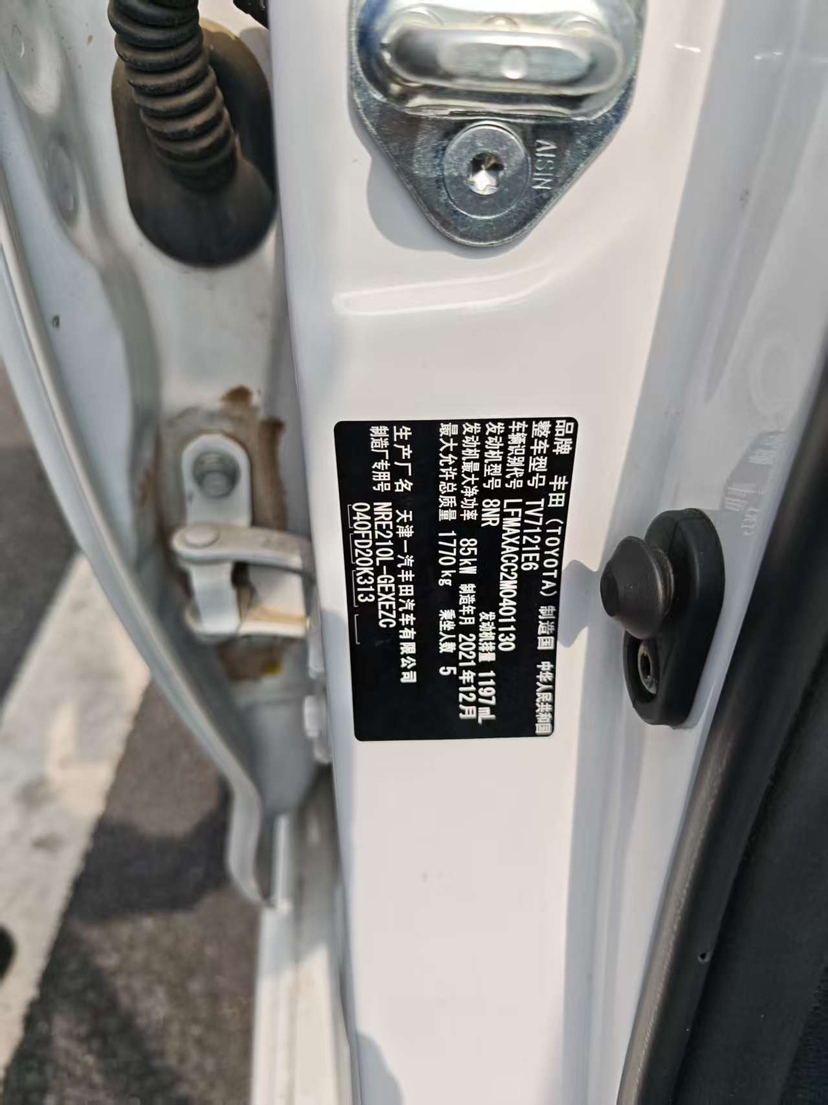 AISIN
品牌 丰田（TOYOTA） 制造国 中华人民共和国
整车型号 TV7121E6
车辆识别代号 LFMAXACC2M0401130
发动机型号 8NR 发动机排量 1197mL
发动机最大净功率 85kW 制造年月 2021年12月
最大允许总质量 1770kg 乘坐人数 5
生产厂名 天津一汽丰田汽车有限公司
制造厂专用号 NRE210L-GEXEZC
040FD20K313